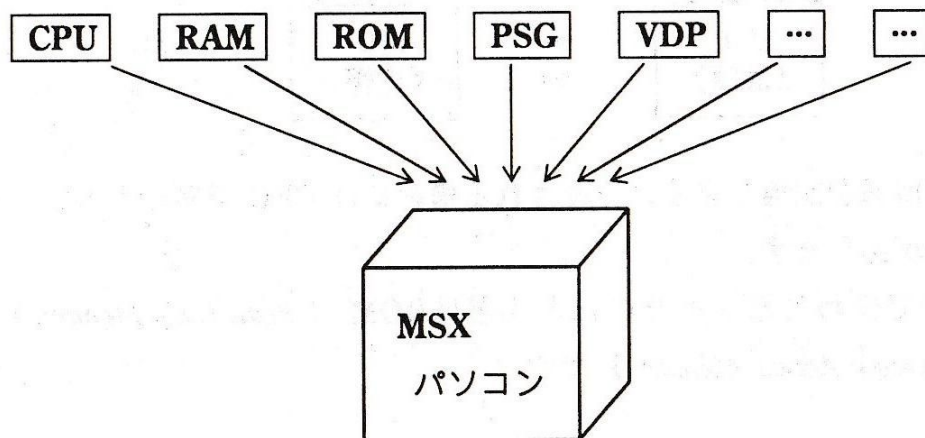 CPU RAM ROM PSG VDP … …
MSX
パソコン